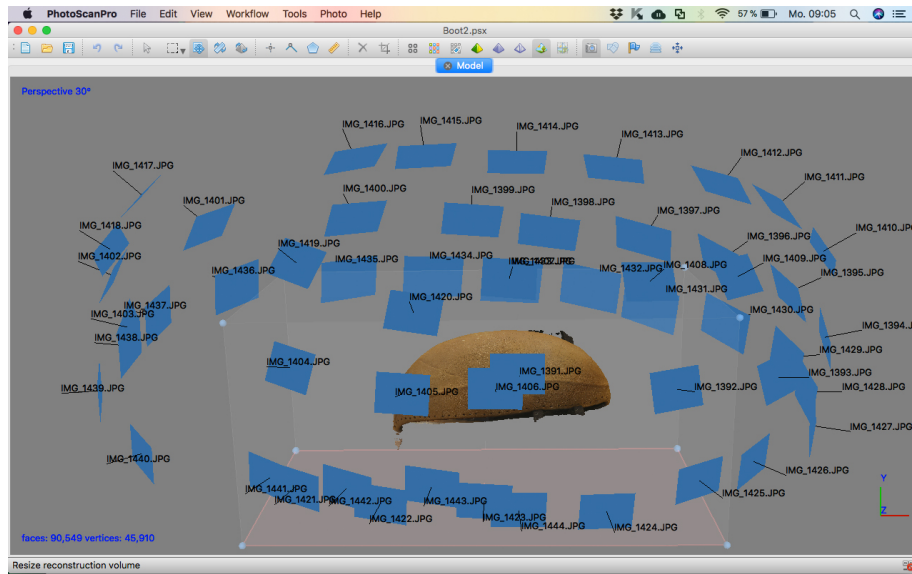 PhotoScanPro File Edit View Workflow Tools Photo Help 57 % Mo. 09:05
Boot2.psx
Model
Perspective 30°
IMG_1416.JPG
IMG_1415.JPG
IMG_1414.JPG
IMG_1413.JPG
IMG_1412.JPG
IMG_1417.JPG
IMG_1411.JPG
IMG_1401.JPG
IMG_1400.JPG
IMG_1399.JPG
IMG_1398.JPG
IMG_1397.JPG
IMG_1418.JPG
IMG_1410.JPG
IMG_1396.JPG
IMG_1419.JPG
IMG_1402.JPG
IMG_1435.JPG
IMG_1434.JPG
IMG_1408.JPG
IMG_1409.JPG
IMG_1436.JPG
IMG_1432.JPG
IMG_1395.JPG
IMG_1431.JPG
IMG_1420.JPG
IMG_1437.JPG
IMG_1403.JPG
IMG_1430.JPG
IMG_1394.JPG
IMG_1438.JPG
IMG_1429.JPG
IMG_1404.JPG
IMG_1391.JPG
IMG_1393.JPG
IMG_1439.JPG
IMG_1405.JPG
IMG_1406.JPG
IMG_1392.JPG
IMG_1428.JPG
IMG_1427.JPG
IMG_1440.JPG
IMG_1426.JPG
IMG_1441.JPG
IMG_1425.JPG
IMG_1421.JPG
IMG_1442.JPG
IMG_1443.JPG
IMG_1422.JPG
IMG_1423.JPG
IMG_1444.JPG
IMG_1424.JPG
Y
Z
faces: 90,549 vertices: 45,910
Resize reconstruction volume